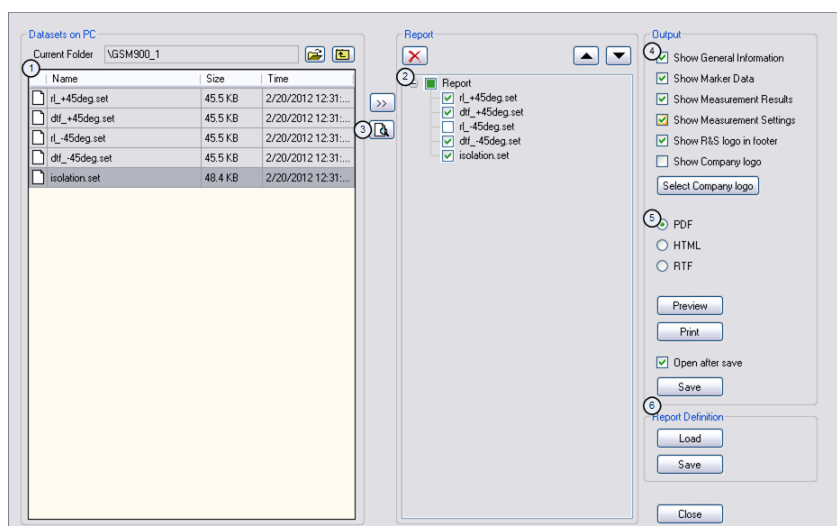 Datasets on PC
Current Folder \GSM900_1
1
Name Size Time
rl_+45deg.set 45.5 KB 2/20/2012 12:31:...
dtf_+45deg.set 45.5 KB 2/20/2012 12:31:...
rl_-45deg.set 45.5 KB 2/20/2012 12:31:...
dtf_-45deg.set 45.5 KB 2/20/2012 12:31:...
isolation.set 48.4 KB 2/20/2012 12:31:...
>>
3
Report
2
Report
rl_+45deg.set
dtf_+45deg.set
rl_-45deg.set
dtf_-45deg.set
isolation.set
Output
4
Show General Information
Show Marker Data
Show Measurement Results
Show Measurement Settings
Show R&S logo in footer
Show Company logo
Select Company logo
5
PDF
HTML
RTF
Preview
Print
Open after save
Save
6
Report Definition
Load
Save
Close